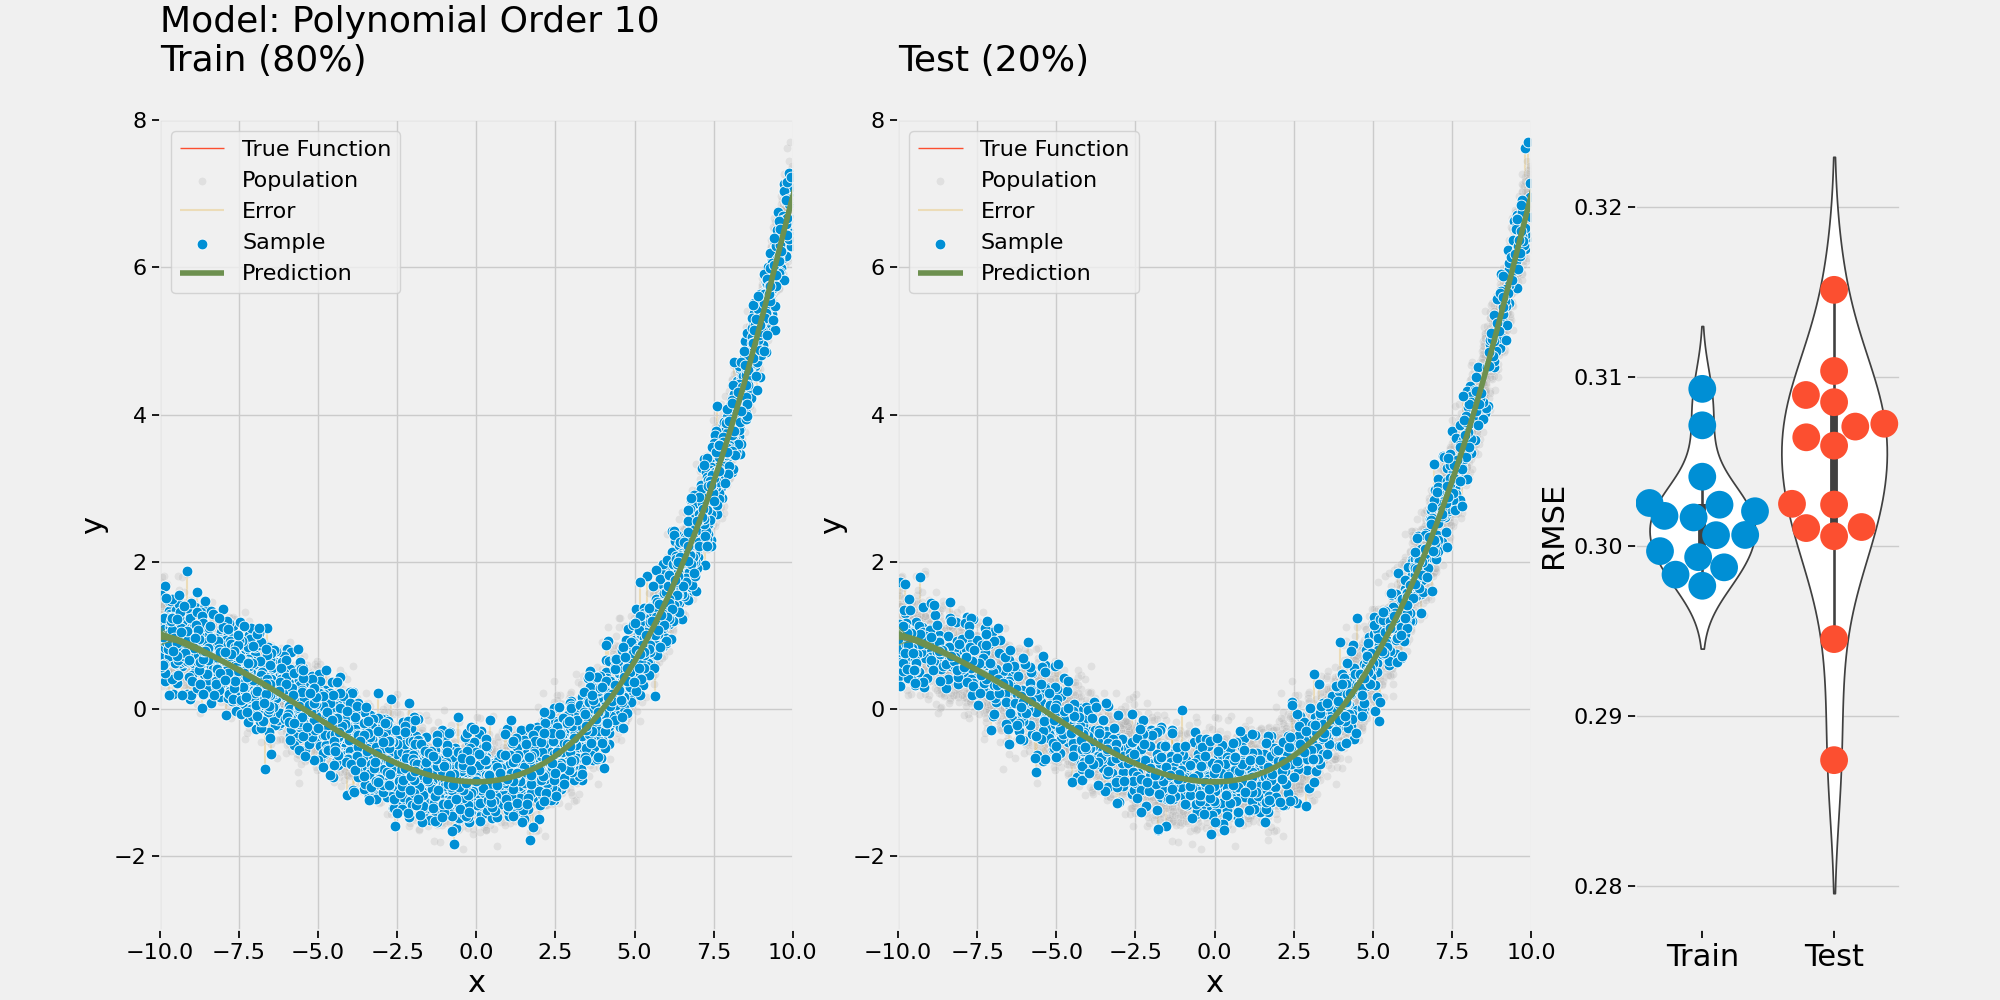 Model: Polynomial Order 10
Train (80%)
Test (20%)
8
6
4
2
0
−2
y
True Function
Population
Error
Sample
Prediction
−10.0 −7.5 −5.0 −2.5 0.0 2.5 5.0 7.5 10.0
x
8
6
4
2
0
−2
y
True Function
Population
Error
Sample
Prediction
−10.0 −7.5 −5.0 −2.5 0.0 2.5 5.0 7.5 10.0
x
0.32
0.31
0.30
0.29
0.28
RMSE
Train Test